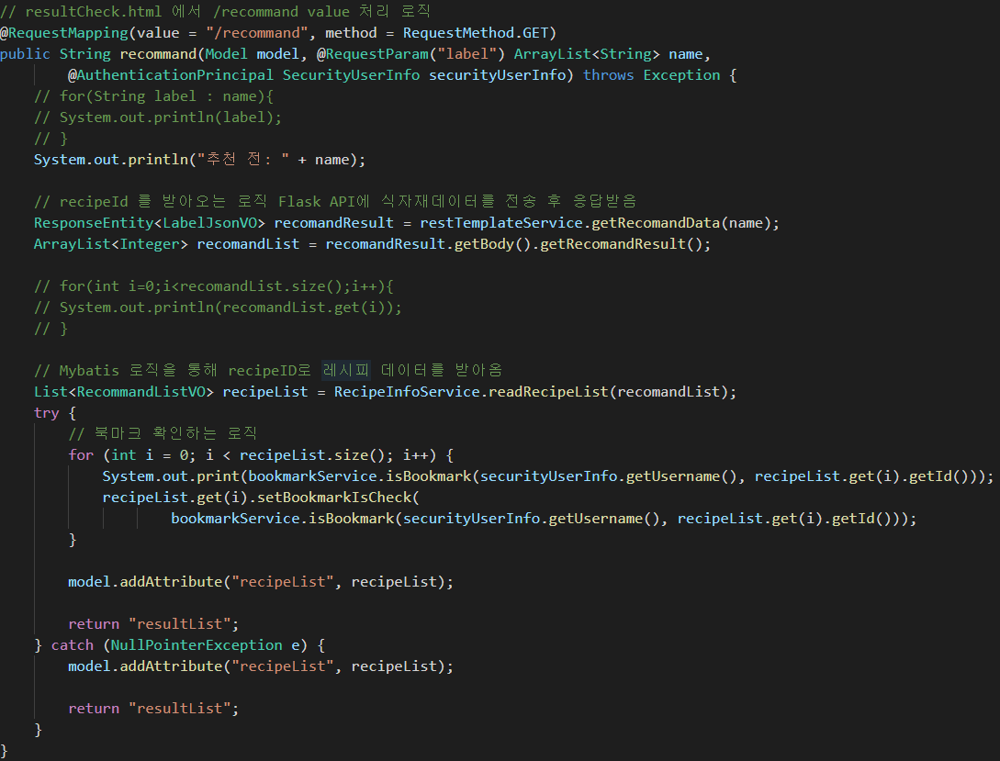 // resultCheck.html 에서 /recommand value 처리 로직
@RequestMapping(value = "/recommand", method = RequestMethod.GET)
public String recommand(Model model, @RequestParam("label") ArrayList<String> name,
@AuthenticationPrincipal SecurityUserInfo securityUserInfo) throws Exception {
// for(String label : name){
// System.out.println(label);
// }
System.out.println("추천 전: " + name);
// recipeId 를 받아오는 로직 Flask API에 식자재데이터를 전송 후 응답받음
ResponseEntity<LabelJsonVO> recomandResult = restTemplateService.getRecomandData(name);
ArrayList<Integer> recomandList = recomandResult.getBody().getRecomandResult();
// for(int i=0;i<recomandList.size();i++){
// System.out.println(recomandList.get(i));
// }
// Mybatis 로직을 통해 recipeID로 레시피 데이터를 받아옴
List<RecommandListVO> recipeList = RecipeInfoService.readRecipeList(recomandList);
try {
// 북마크 확인하는 로직
for (int i = 0; i < recipeList.size(); i++) {
System.out.print(bookmarkService.isBookmark(securityUserInfo.getUsername(), recipeList.get(i).getId()));
recipeList.get(i).setBookmarkIsCheck(
bookmarkService.isBookmark(securityUserInfo.getUsername(), recipeList.get(i).getId()));
}
model.addAttribute("recipeList", recipeList);
return "resultList";
} catch (NullPointerException e) {
model.addAttribute("recipeList", recipeList);
return "resultList";
}
}